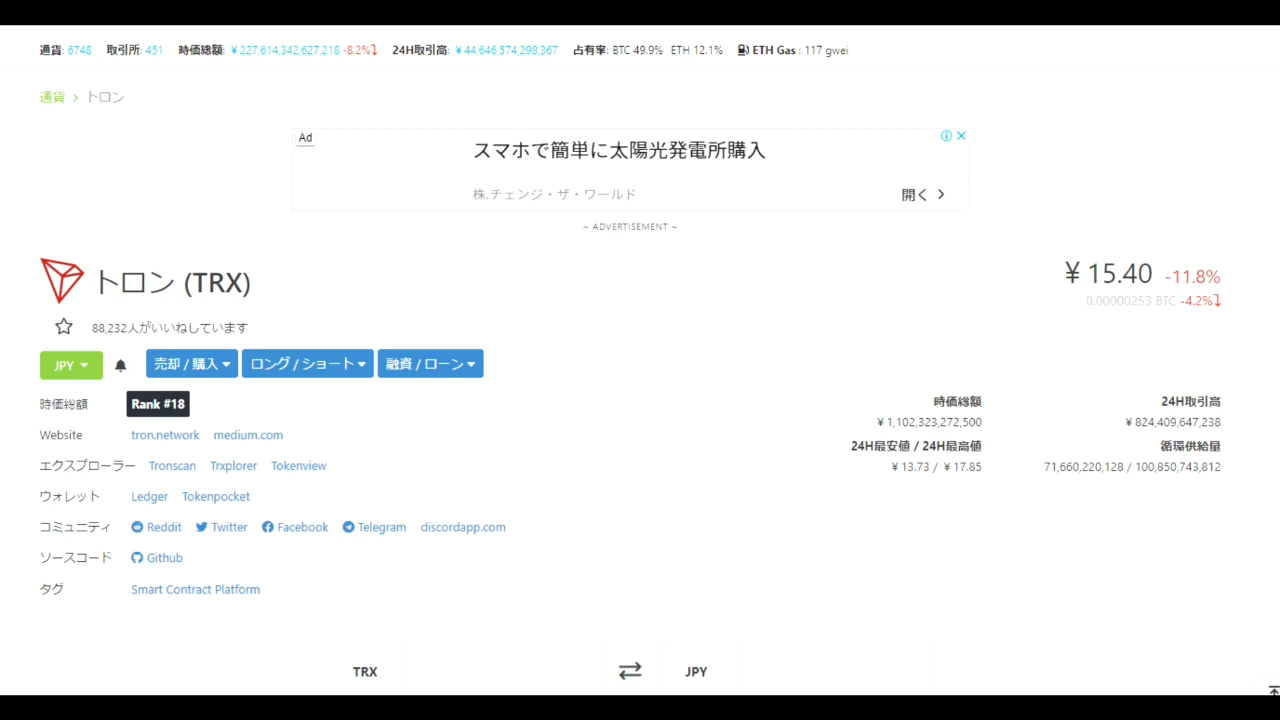 通貨: 6748 取引所: 451 時価総額: ¥227,614,342,627,218 -8.2% 24H取引高: ¥44,646,574,298,367 占有率: BTC 49.9% ETH 12.1% ETH Gas : 117 gwei
通貨 > トロン
Ad
スマホで簡単に太陽光発電所購入
株.チェンジ・ザ・ワールド
開く >
~ ADVERTISEMENT ~
トロン (TRX)
¥15.40 -11.8%
0.00000253 BTC -4.2%
88,232人がいいねしています
JPY 売却 / 購入 ロング / ショート 融資 / ローン
時価総額 Rank #18
Website tron.network medium.com
エクスプローラー Tronscan Trxplorer Tokenview
ウォレット Ledger Tokenpocket
コミュニティ Reddit Twitter Facebook Telegram discordapp.com
ソースコード Github
タグ Smart Contract Platform
時価総額 24H取引高
¥1,102,323,272,500 ¥824,409,647,238
24H最安値 / 24H最高値 循環供給量
¥13.73 / ¥17.85 71,660,220,128 / 100,850,743,812
TRX JPY